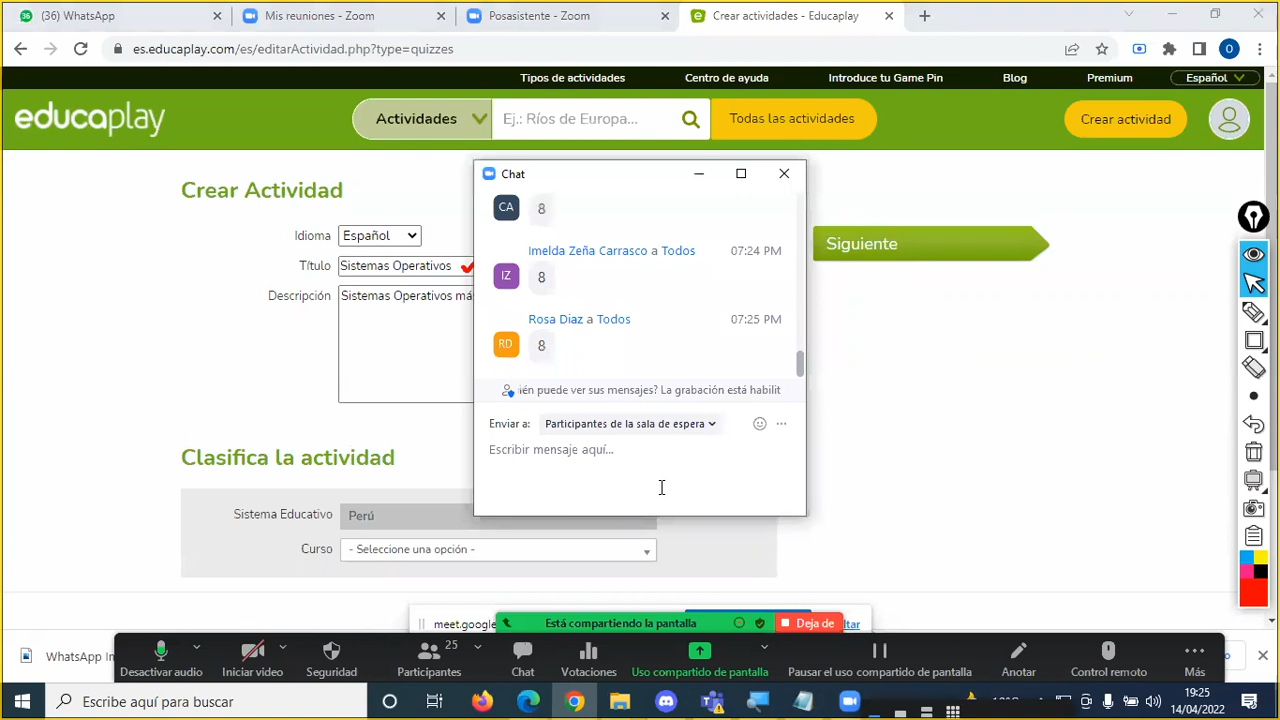 (36) WhatsApp
Mis reuniones - Zoom
Posasistente - Zoom
Crear actividades - Educaplay
es.educaplay.com/es/editarActividad.php?type=quizzes
O
Tipos de actividades
Centro de ayuda
Introduce tu Game Pin
Blog
Premium
Español
educaplay
Actividades
Ej.: Ríos de Europa...
Todas las actividades
Crear actividad
Crear Actividad
Idioma
Español
Título
Sistemas Operativos
Descripción
Sistemas Operativos má
Siguiente
Chat
CA
8
Imelda Zeña Carrasco a Todos
07:24 PM
IZ
8
Rosa Diaz a Todos
07:25 PM
RD
8
ién puede ver sus mensajes? La grabación está habilit
Enviar a:
Participantes de la sala de espera
Escribir mensaje aquí...
Clasifica la actividad
Sistema Educativo
Perú
Curso
- Seleccione una opción -
meet.google
Está compartiendo la pantalla
Deja de
ltar
WhatsApp Im
Desactivar audio
Iniciar video
Seguridad
25
Participantes
Chat
Votaciones
Uso compartido de pantalla
Pausar el uso compartido de pantalla
Anotar
Control remoto
Más
Escribe aquí para buscar
19:25
14/04/2022